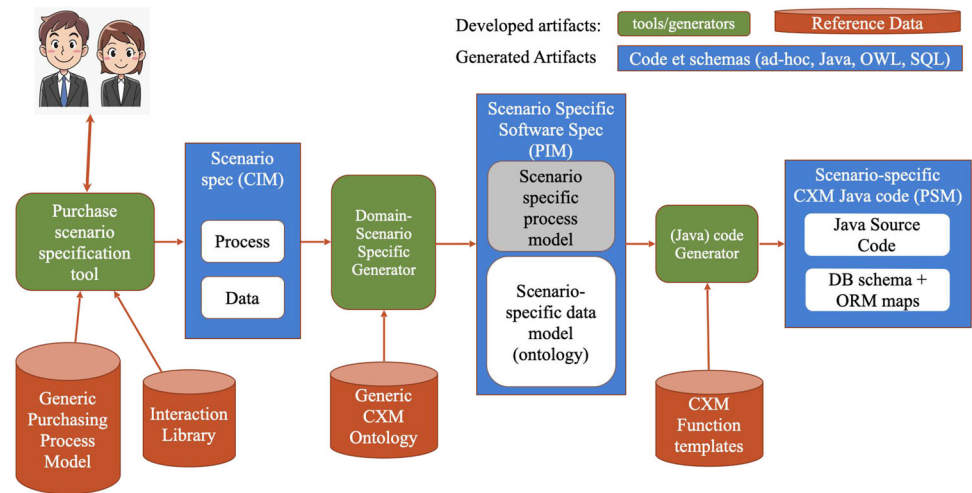 Developed artifacts:
tools/generators
Reference Data
Generated Artifacts
Code et schemas (ad-hoc, Java, OWL, SQL)
Purchase
scenario
specification
tool
Generic
Purchasing
Process
Model
Interaction
Library
Scenario
spec (CIM)
Process
Data
Domain-
Scenario
Specific
Generator
Generic
CXM
Ontology
Scenario Specific
Software Spec
(PIM)
Scenario
specific
process
model
Scenario-
specific data
model
(ontology)
(Java) code
Generator
CXM
Function
templates
Scenario-specific
CXM Java code (PSM)
Java Source
Code
DB schema +
ORM maps